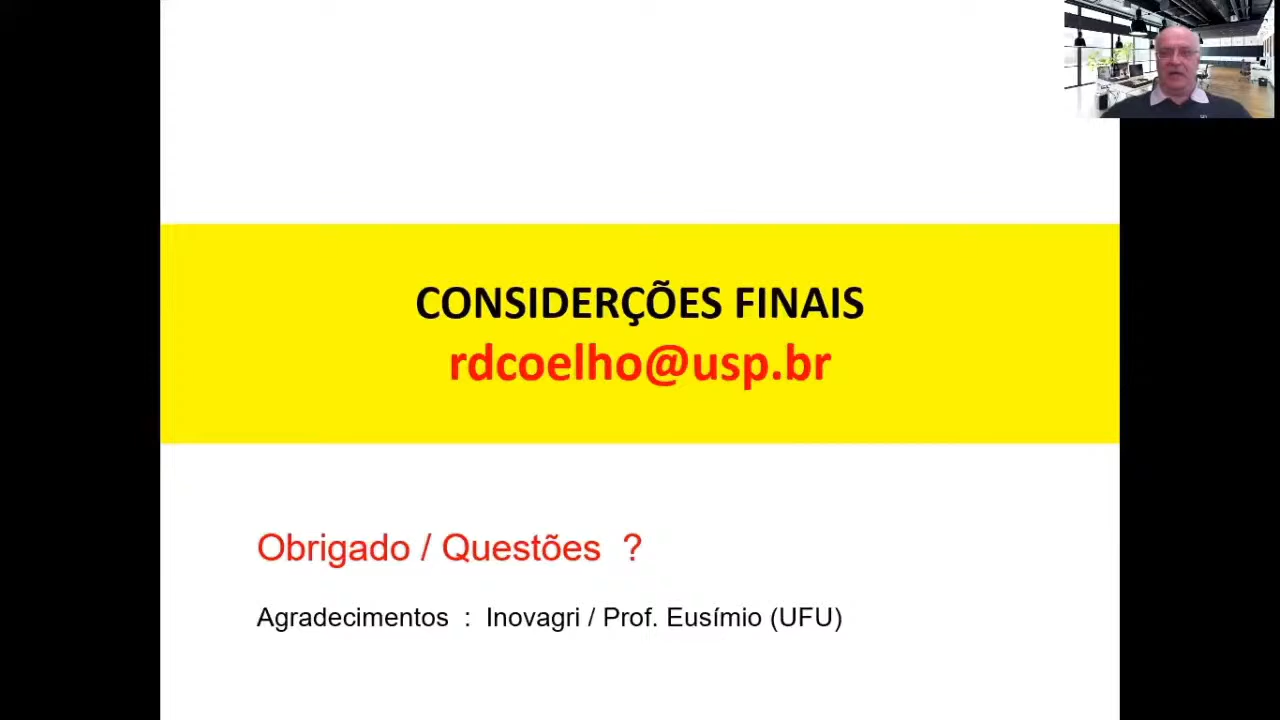 CONSIDERÇÕES FINAIS
rdcoelho@usp.br
Obrigado / Questões ?
Agradecimentos : Inovagri / Prof. Eusímio (UFU)